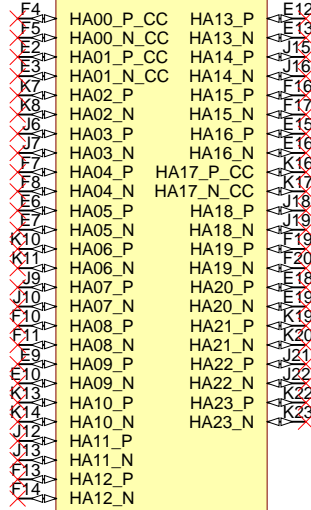 F4 HA00_P_CC HA13_P E12
F5 HA00_N_CC HA13_N E13
E2 HA01_P_CC HA14_P J15
E3 HA01_N_CC HA14_N J16
K7 HA02_P HA15_P F16
K8 HA02_N HA15_N F17
J6 HA03_P HA16_P E15
J7 HA03_N HA16_N E16
F7 HA04_P HA17_P_CC K16
F8 HA04_N HA17_N_CC K17
E6 HA05_P HA18_P J18
E7 HA05_N HA18_N J19
K10 HA06_P HA19_P F19
K11 HA06_N HA19_N F20
J9 HA07_P HA20_P E18
J10 HA07_N HA20_N E19
F10 HA08_P HA21_P K19
F11 HA08_N HA21_N K20
E9 HA09_P HA22_P J21
E10 HA09_N HA22_N J22
K13 HA10_P HA23_P K22
K14 HA10_N HA23_N K23
J12 HA11_P
J13 HA11_N
F13 HA12_P
F14 HA12_N